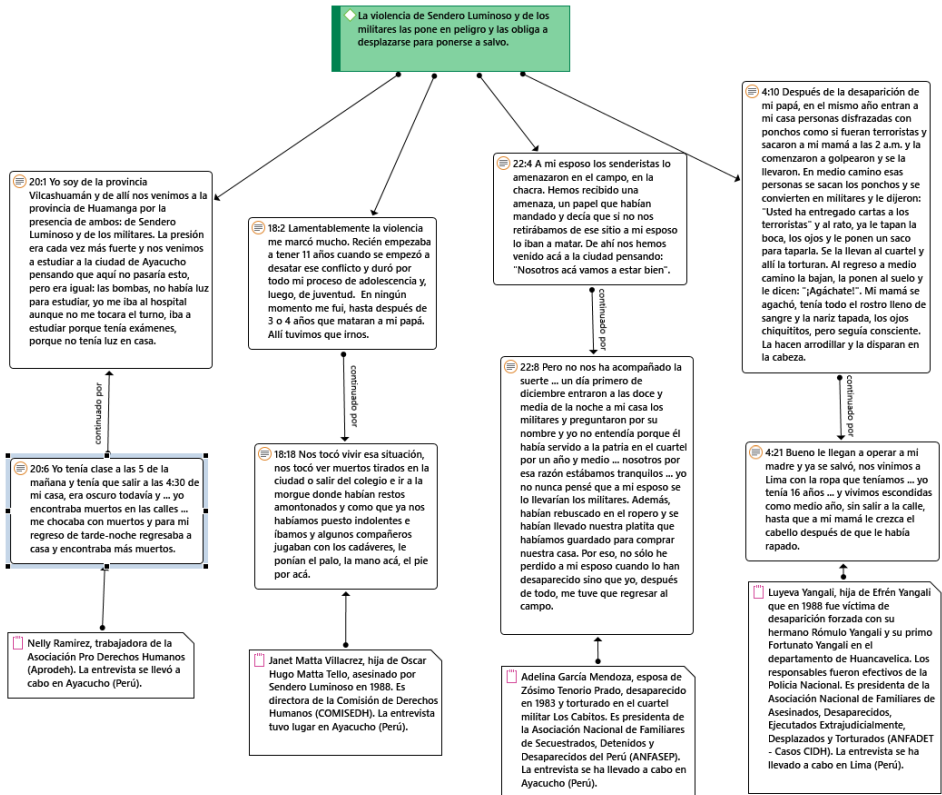 La violencia de Sendero Luminoso y de los
militares las pone en peligro y las obliga a
desplazarse para ponerse a salvo.
20:1 Yo soy de la provincia
Vilcashuamán y de allí nos venimos a la
provincia de Huamanga por la
presencia de ambos: de Sendero
Luminoso y de los militares. La presión
era cada vez más fuerte y nos venimos
a estudiar a la ciudad de Ayacucho
pensando que aquí no pasaría esto,
pero era igual: las bombas, no había luz
para estudiar, yo me iba al hospital
aunque no me tocara el turno, iba a
estudiar porque tenía exámenes,
porque no tenía luz en casa.
continuado por
20:6 Yo tenía clase a las 5 de la
mañana y tenía que salir a las 4:30 de
mi casa, era oscuro todavía y ... yo
encontraba muertos en las calles ...
me chocaba con muertos y para mi
regreso de tarde-noche regresaba a
casa y encontraba más muertos.
Nelly Ramirez, trabajadora de la
Asociación Pro Derechos Humanos
(Aprodeh). La entrevista se llevó a
cabo en Ayacucho (Perú).
18:2 Lamentablemente la violencia
me marcó mucho. Recién empezaba
a tener 11 años cuando se empezó a
desatar ese conflicto y duró por
todo mi proceso de adolescencia y,
luego, de juventud. En ningún
momento me fui, hasta después de
3 o 4 años que mataran a mi papá.
Allí tuvimos que irnos.
continuado por
18:18 Nos tocó vivir esa situación,
nos tocó ver muertos tirados en la
ciudad o salir del colegio e ir a la
morgue donde habían restos
amontonados y como que ya nos
habíamos puesto indolentes e
íbamos y algunos compañeros
jugaban con los cadáveres, le
ponían el palo, la mano acá, el pie
por acá.
Janet Matta Villacrez, hija de Oscar
Hugo Matta Tello, asesinado por
Sendero Luminoso en 1988. Es
directora de la Comisión de Derechos
Humanos (COMISEDH). La entrevista
tuvo lugar en Ayacucho (Perú).
22:4 A mi esposo los senderistas lo
amenazaron en el campo, en la
chacra. Hemos recibido una
amenaza, un papel que habían
mandado y decía que si no nos
retirábamos de ese sitio a mi esposo
lo iban a matar. De ahí nos hemos
venido acá a la ciudad pensando:
"Nosotros acá vamos a estar bien".
continuado por
22:8 Pero no nos ha acompañado la
suerte ... un día primero de
diciembre entraron a las doce y
media de la noche a mi casa los
militares y preguntaron por su
nombre y yo no entendía porque él
había servido a la patria en el cuartel
por un año y medio ... nosotros por
esa razón estábamos tranquilos ... yo
no nunca pensé que a mi esposo se
lo llevarían los militares. Además,
habían rebuscado en el ropero y se
habían llevado nuestra platita que
habíamos guardado para comprar
nuestra casa. Por eso, no sólo he
perdido a mi esposo cuando lo han
desaparecido sino que yo, después
de todo, me tuve que regresar al
campo.
Adelina García Mendoza, esposa de
Zósimo Tenorio Prado, desaparecido
en 1983 y torturado en el cuartel
militar Los Cabitos. Es presidenta de
la Asociación Nacional de Familiares
de Secuestrados, Detenidos y
Desaparecidos del Perú (ANFASEP).
La entrevista se ha llevado a cabo en
Ayacucho (Perú).
4:10 Después de la desaparición de
mi papá, en el mismo año entran a
mi casa personas disfrazadas con
ponchos como si fueran terroristas y
sacaron a mi mamá a las 2 a.m. y la
comenzaron a golpearon y se la
llevaron. En medio camino esas
personas se sacan los ponchos y se
convierten en militares y le dijeron:
"Usted ha entregado cartas a los
terroristas" y al rato, ya le tapan la
boca, los ojos y le ponen un saco
para taparla. Se la llevan al cuartel y
allí la torturan. Al regreso a medio
camino la bajan, la ponen al suelo y
le dicen: "¡Agáchate!". Mi mamá se
agachó, tenía todo el rostro lleno de
sangre y la nariz tapada, los ojos
chiquititos, pero seguía consciente.
La hacen arrodillar y la disparan en
la cabeza.
continuado por
4:21 Bueno le llegan a operar a mi
madre y ya se salvó, nos vinimos a
Lima con la ropa que teníamos ... yo
tenía 16 años ... y vivimos escondidas
como medio año, sin salir a la calle,
hasta que a mi mamá le crezca el
cabello después de que le había
rapado.
Luyeva Yangali, hija de Efrén Yangali
que en 1988 fue víctima de
desaparición forzada con su
hermano Rómulo Yangali y su primo
Fortunato Yangali en el
departamento de Huancavelica. Los
responsables fueron efectivos de la
Policia Nacional. Es presidenta de la
Asociación Nacional de Familiares de
Asesinados, Desaparecidos,
Ejecutados Extrajudicialmente,
Desplazados y Torturados (ANFADET
- Casos CIDH). La entrevista se ha
llevado a cabo en Lima (Perú).